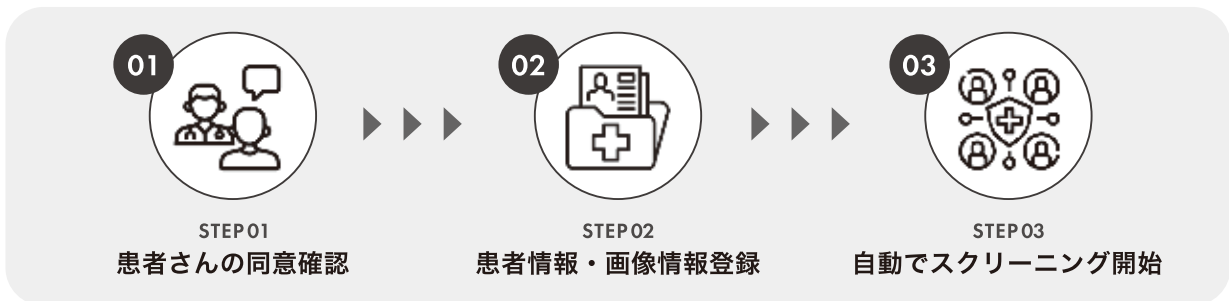 01
STEP01
患者さんの同意確認
02
STEP02
患者情報・画像情報登録
03
STEP03
自動でスクリーニング開始